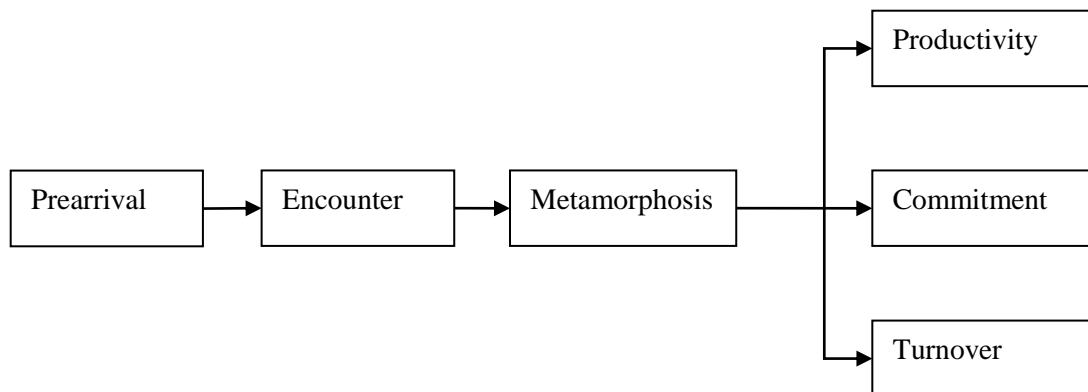 Productivity
Prearrival
Encounter
Metamorphosis
Commitment
Turnover